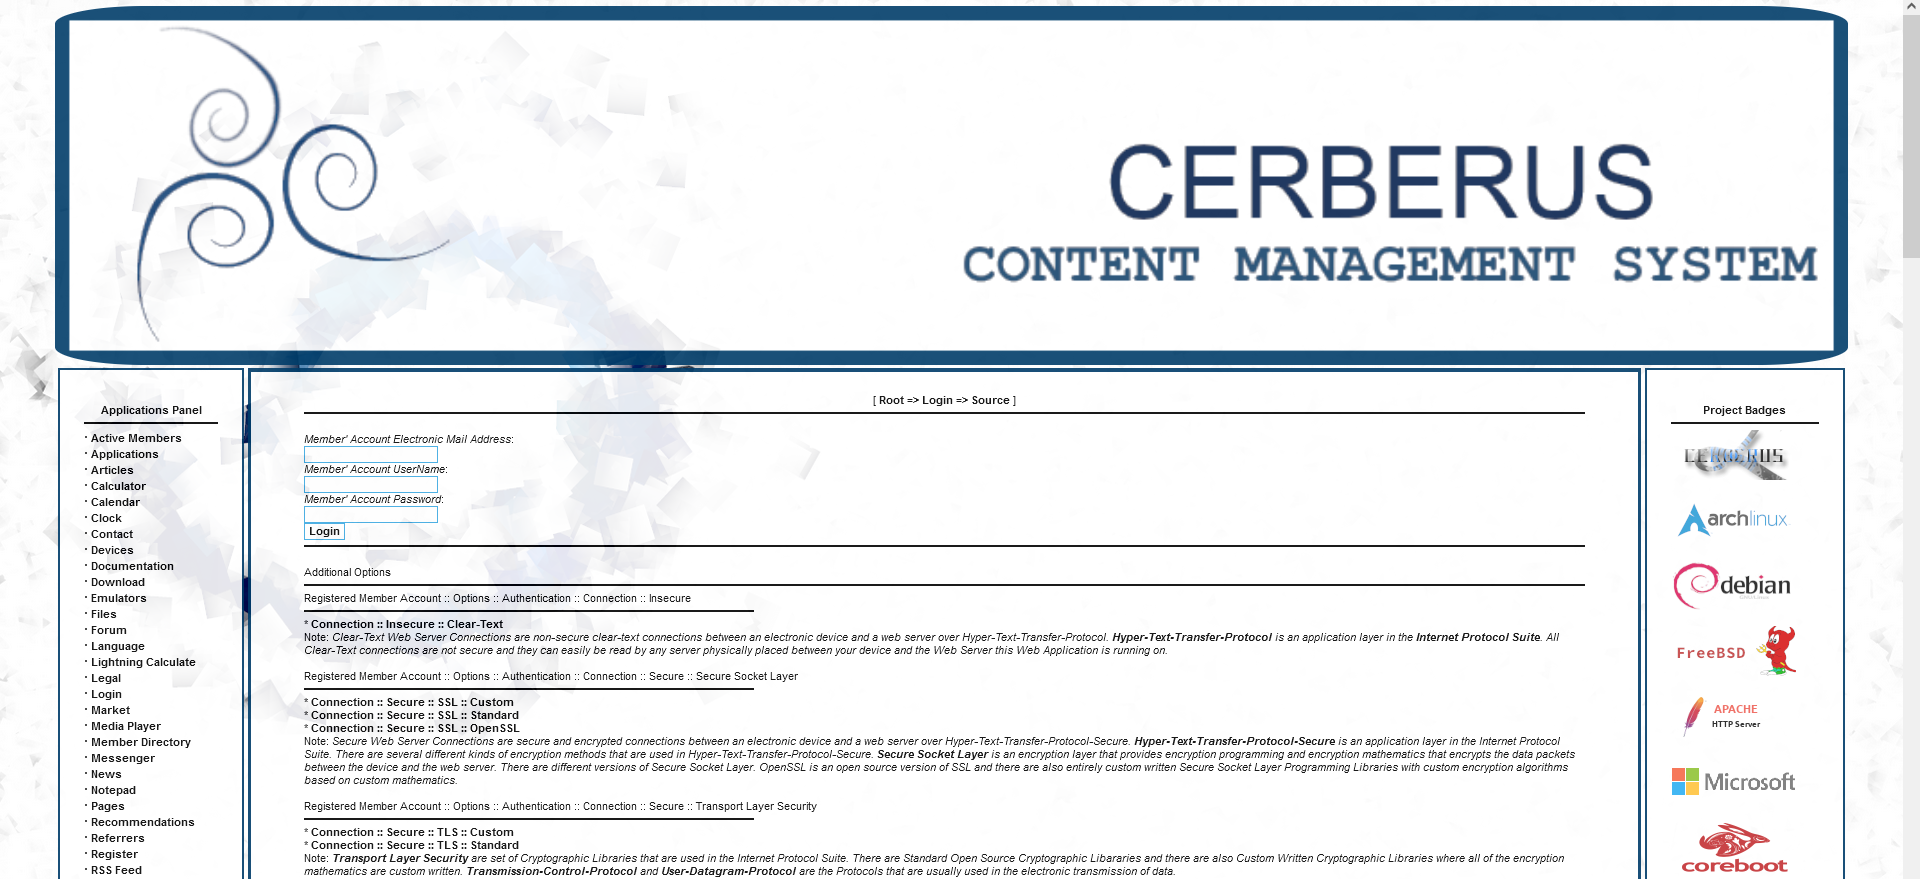 CERBERUS
CONTENT MANAGEMENT SYSTEM
Applications Panel
· Active Members
· Applications
· Articles
· Calculator
· Calendar
· Clock
· Contact
· Devices
· Documentation
· Download
· Emulators
· Files
· Forum
· Language
· Lightning Calculate
· Legal
· Login
· Market
· Media Player
· Member Directory
· Messenger
· News
· Notepad
· Pages
· Recommendations
· Referrers
· Register
· RSS Feed
[ Root => Login => Source ]
Member' Account Electronic Mail Address:
Member' Account UserName:
Member' Account Password:
Login
Additional Options
Registered Member Account :: Options :: Authentication :: Connection :: Insecure
* Connection :: Insecure :: Clear-Text
Note: Clear-Text Web Server Connections are non-secure clear-text connections between an electronic device and a web server over Hyper-Text-Transfer-Protocol. Hyper-Text-Transfer-Protocol is an application layer in the Internet Protocol Suite. All
Clear-Text connections are not secure and they can easily be read by any server physically placed between your device and the Web Server this Web Application is running on.
Registered Member Account :: Options :: Authentication :: Connection :: Secure :: Secure Socket Layer
* Connection :: Secure :: SSL :: Custom
* Connection :: Secure :: SSL :: Standard
* Connection :: Secure :: SSL :: OpenSSL
Note: Secure Web Server Connections are secure and encrypted connections between an electronic device and a web server over Hyper-Text-Transfer-Protocol-Secure. Hyper-Text-Transfer-Protocol-Secure is an application layer in the Internet Protocol
Suite. There are several different kinds of encryption methods that are used in Hyper-Text-Transfer-Protocol-Secure. Secure Socket Layer is an encryption layer that provides encryption programming and encryption mathematics that encrypts the data packets
between the device and the web server. There are different versions of Secure Socket Layer. OpenSSL is an open source version of SSL and there are also entirely custom written Secure Socket Layer Programming Libraries with custom encryption algorithms
based on custom mathematics.
Registered Member Account :: Options :: Authentication :: Connection :: Secure :: Transport Layer Security
* Connection :: Secure :: TLS :: Custom
* Connection :: Secure :: TLS :: Standard
Note: Transport Layer Security are set of Cryptographic Libraries that are used in the Internet Protocol Suite. There are Standard Open Source Cryptographic Libararies and there are also Custom Written Cryptographic Libraries where all of the encryption
mathematics are custom written. Transmission-Control-Protocol and User-Datagram-Protocol are the Protocols that are usually used in the electronic transmission of data.
Project Badges
CERBERUS
archlinux
debian
FreeBSD
APACHE
HTTP Server
Microsoft
coreboot